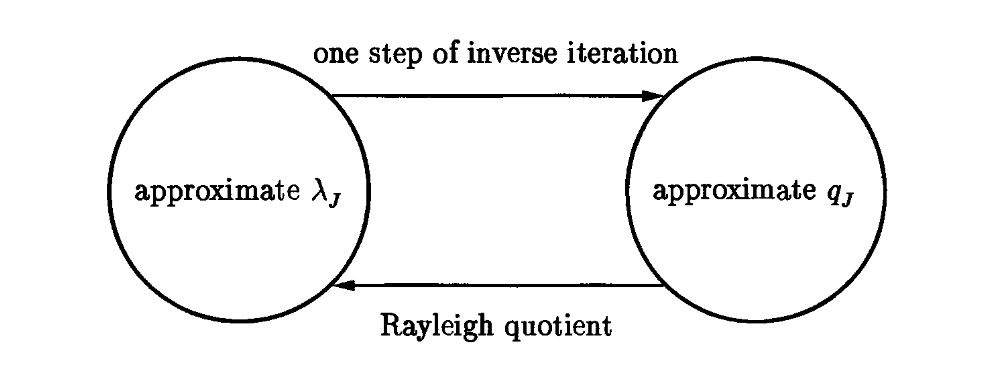 one step of inverse iteration
approximate λ_J
approximate q_J
Rayleigh quotient